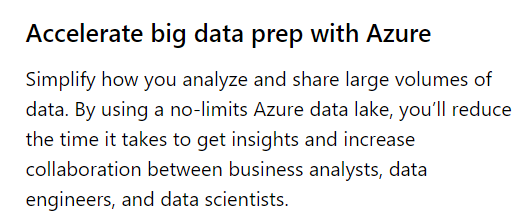 Accelerate big data prep with Azure
Simplify how you analyze and share large volumes of
data. By using a no-limits Azure data lake, you’ll reduce
the time it takes to get insights and increase
collaboration between business analysts, data
engineers, and data scientists.